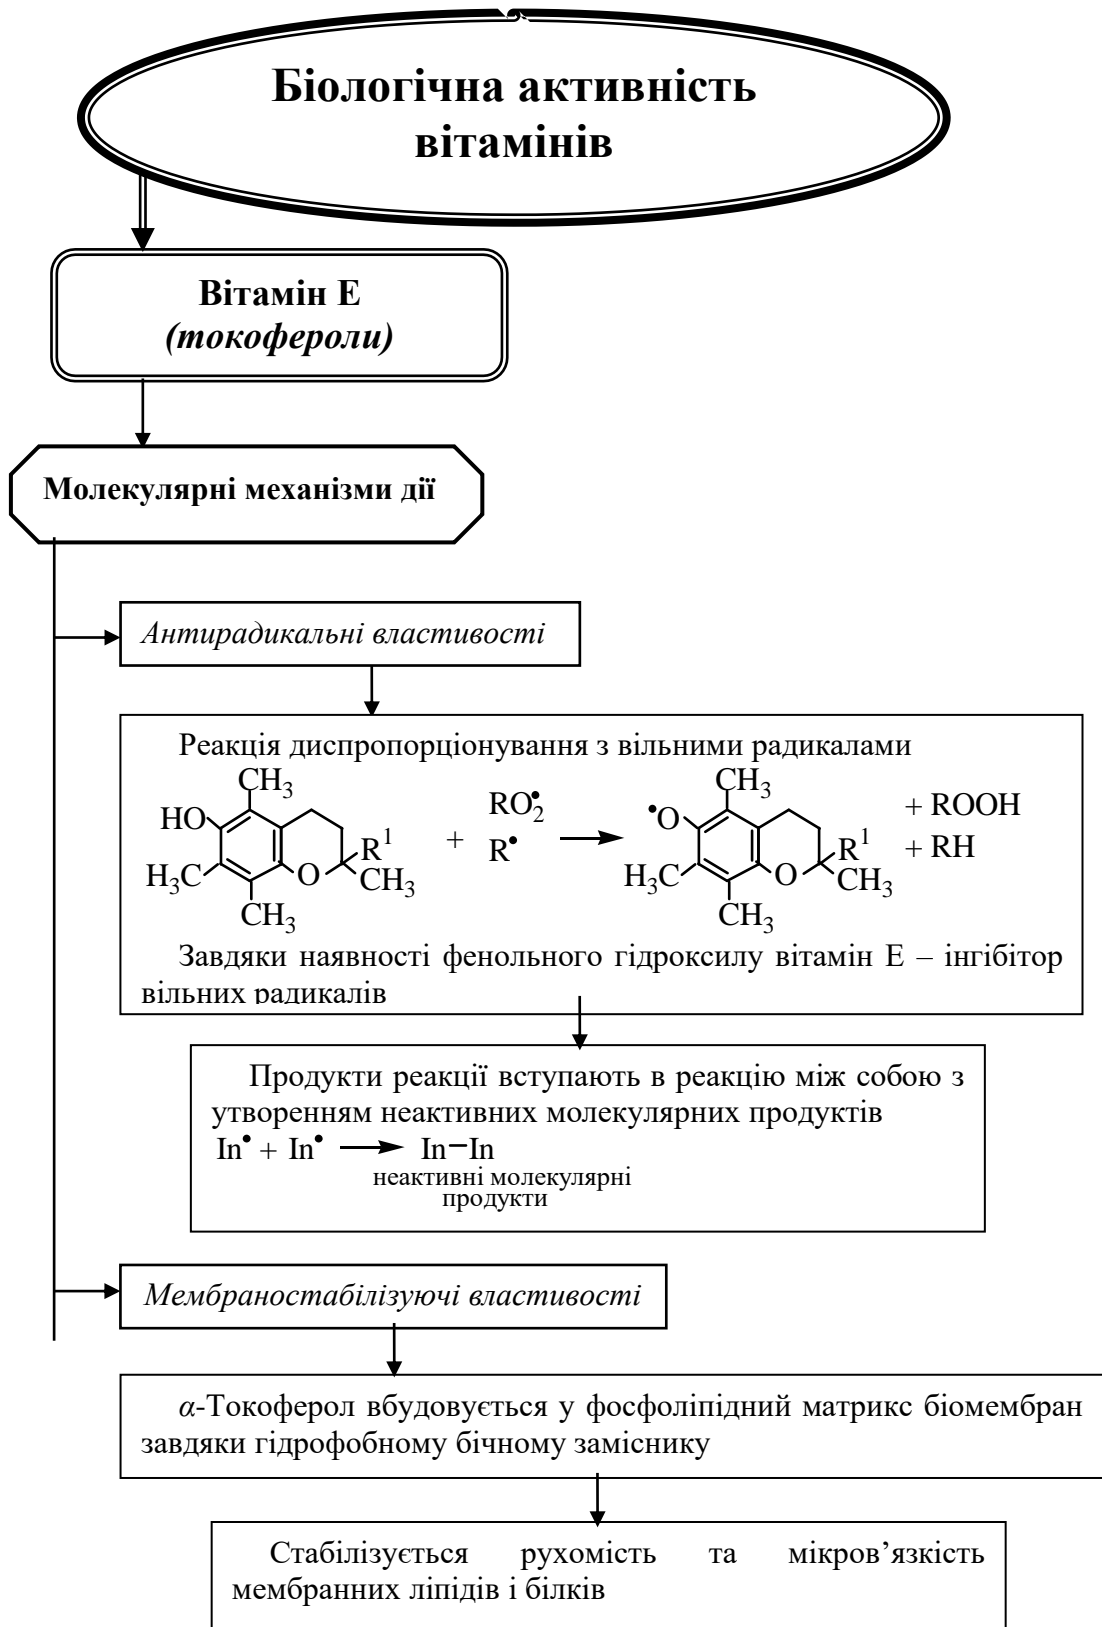 Біологічна активність
вітамінів
Вітамін Е
(токофероли)
Молекулярні механізми дії
Антирадикальні властивості
Реакція диспропорціонування з вільними радикалами
CH3 CH3
HO RO2• •O + ROOH
R1 + R• R1 + RH
H3C O CH3 H3C O CH3
CH3 CH3
Завдяки наявності фенольного гідроксилу вітамін Е – інгібітор
вільних радикалів
Продукти реакції вступають в реакцію між собою з
утворенням неактивних молекулярних продуктів
In• + In• → In–In
неактивні молекулярні
продукти
Мембраностабілізуючі властивості
α-Токоферол вбудовується у фосфоліпідний матрикс біомембран
завдяки гідрофобному бічному заміснику
Стабілізується рухомість та мікров’язкість
мембранних ліпідів і білків